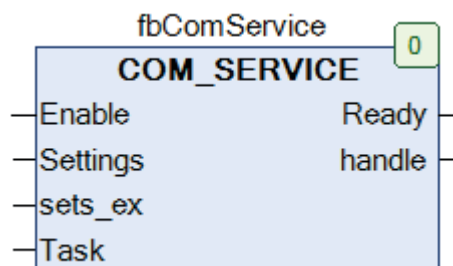 fbComService
0
COM_SERVICE
Enable Ready
Settings handle
sets_ex
Task